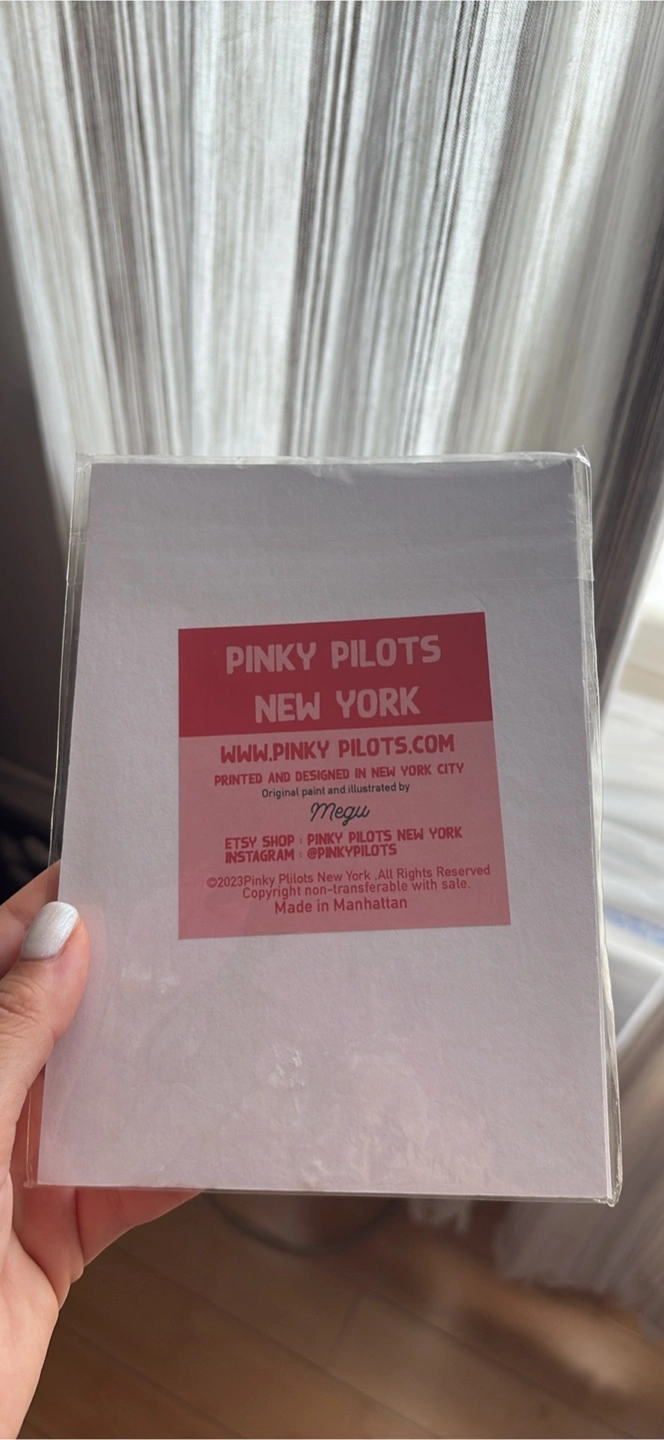 PINKY PILOTS
NEW YORK
WWW.PINKY PILOTS.COM
PRINTED AND DESIGNED IN NEW YORK CITY
Original paint and illustrated by
Megu
ETSY SHOP : PINKY PILOTS NEW YORK
INSTAGRAM : @PINKYPILOTS
©2023Pinky Plilots New York .All Rights Reserved
Copyright non-transferable with sale.
Made in Manhattan